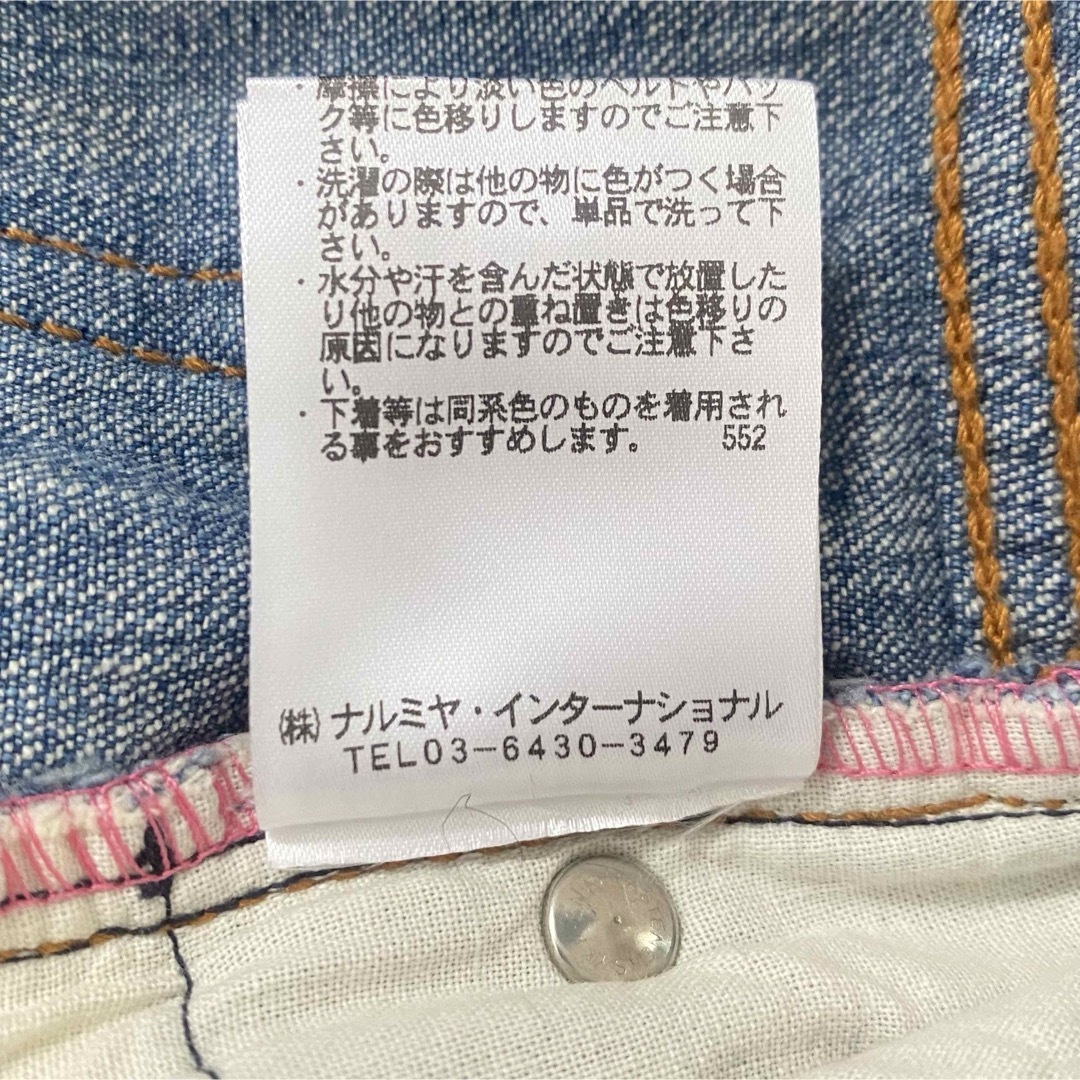 ・摩擦により淡い色のベルトやバッ
ク等に色移りしますのでご注意下
さい。
・洗濯の際は他の物に色がつく場合
がありますので、単品で洗って下
さい。
・水分や汗を含んだ状態で放置した
り他の物との重ね置きは色移りの
原因になりますのでご注意下さ
い。
・下着等は同系色のものを着用され
る事をおすすめします。 552
(株)ナルミヤ・インターナショナル
TEL03-6430-3479